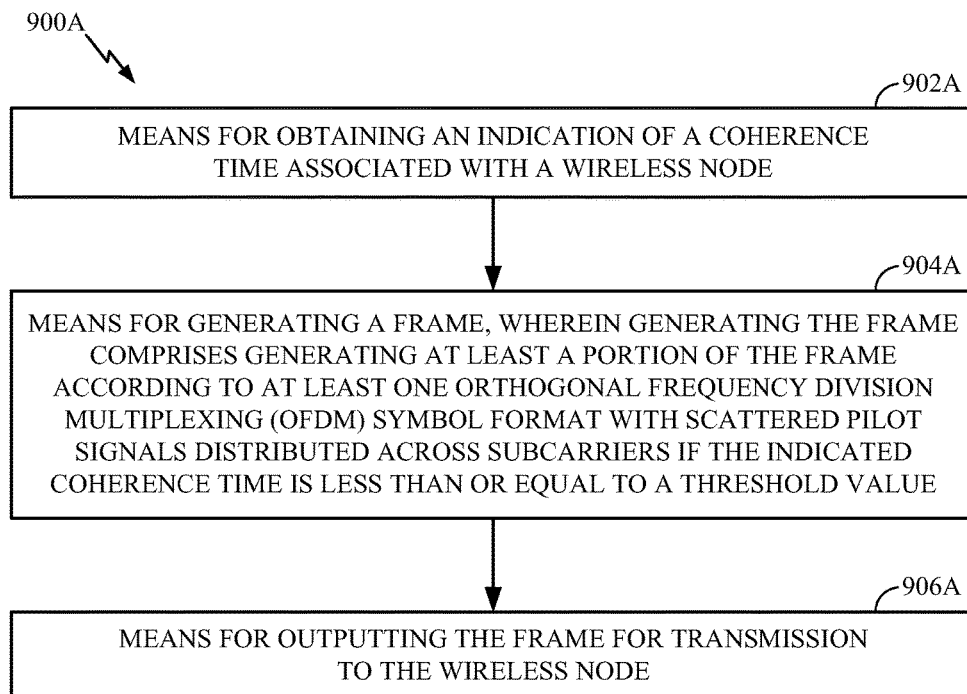 900A
902A
MEANS FOR OBTAINING AN INDICATION OF A COHERENCE
TIME ASSOCIATED WITH A WIRELESS NODE
904A
MEANS FOR GENERATING A FRAME, WHEREIN GENERATING THE FRAME
COMPRISES GENERATING AT LEAST A PORTION OF THE FRAME
ACCORDING TO AT LEAST ONE ORTHOGONAL FREQUENCY DIVISION
MULTIPLEXING (OFDM) SYMBOL FORMAT WITH SCATTERED PILOT
SIGNALS DISTRIBUTED ACROSS SUBCARRIERS IF THE INDICATED
COHERENCE TIME IS LESS THAN OR EQUAL TO A THRESHOLD VALUE
906A
MEANS FOR OUTPUTTING THE FRAME FOR TRANSMISSION
TO THE WIRELESS NODE